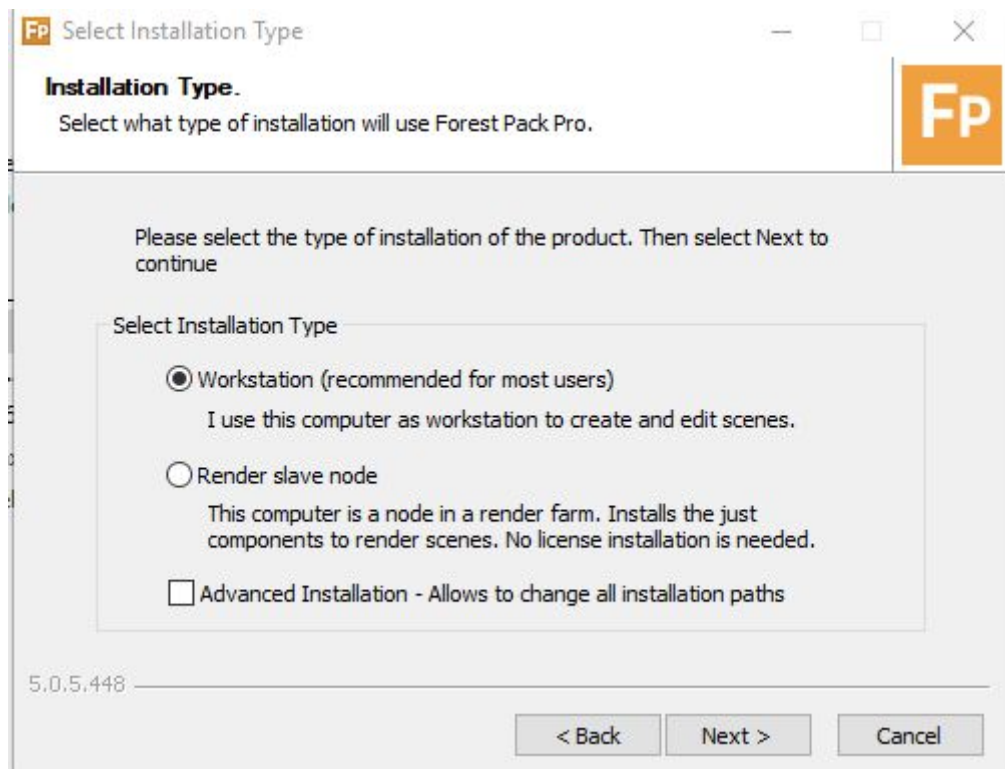 FP Select Installation Type
Installation Type.
Select what type of installation will use Forest Pack Pro.
FP
Please select the type of installation of the product. Then select Next to
continue
Select Installation Type
Workstation (recommended for most users)
I use this computer as workstation to create and edit scenes.
Render slave node
This computer is a node in a render farm. Installs the just
components to render scenes. No license installation is needed.
Advanced Installation - Allows to change all installation paths
5.0.5.448
< Back Next > Cancel